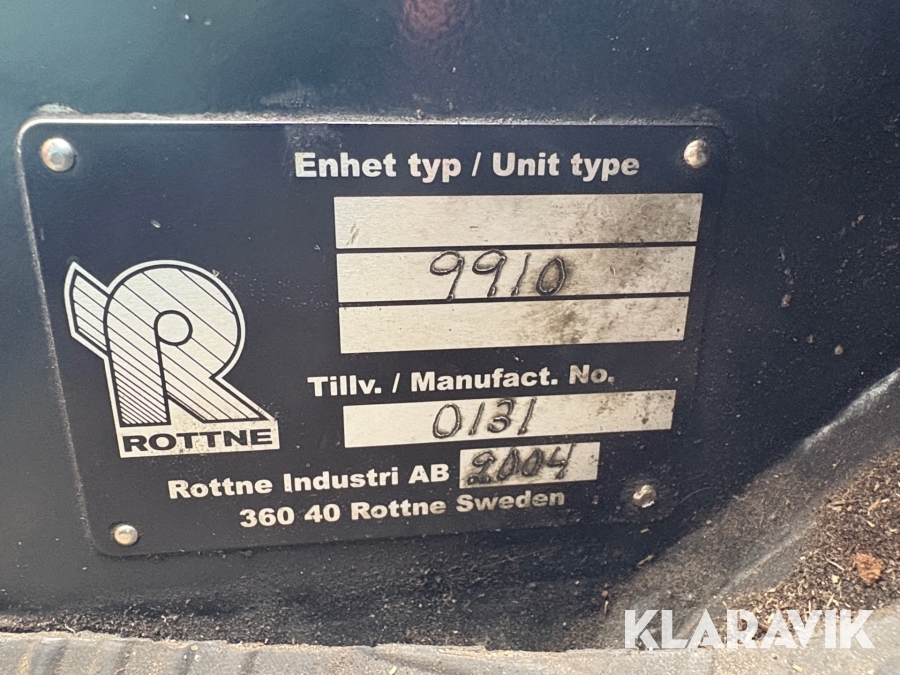 Enhet typ / Unit type
9910
Tillv. / Manufact. No.
0131
ROTTNE
Rottne Industri AB 2004
360 40 Rottne Sweden
KLARAVIK